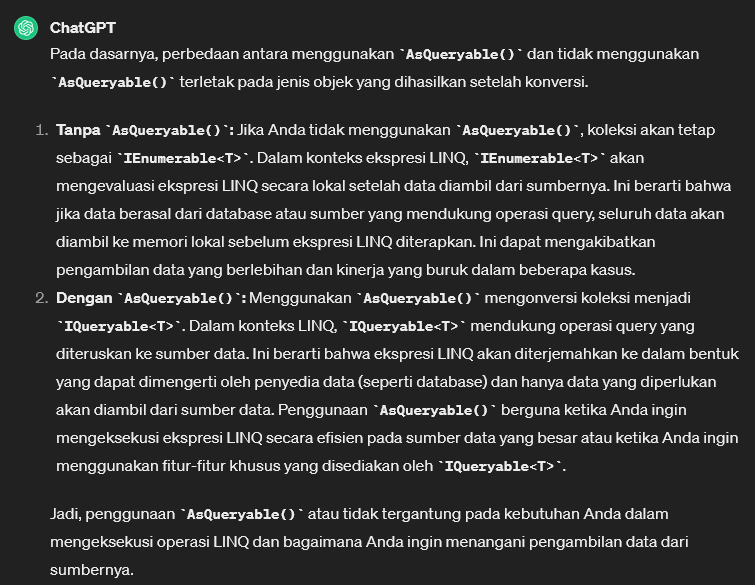 ChatGPT
Pada dasarnya, perbedaan antara menggunakan `AsQueryable()` dan tidak menggunakan
`AsQueryable()` terletak pada jenis objek yang dihasilkan setelah konversi.
1. Tanpa `AsQueryable()`: Jika Anda tidak menggunakan `AsQueryable()`, koleksi akan tetap
sebagai `IEnumerable<T>`. Dalam konteks ekspresi LINQ, `IEnumerable<T>` akan
mengevaluasi ekspresi LINQ secara lokal setelah data diambil dari sumbernya. Ini berarti bahwa
jika data berasal dari database atau sumber yang mendukung operasi query, seluruh data akan
diambil ke memori lokal sebelum ekspresi LINQ diterapkan. Ini dapat mengakibatkan
pengambilan data yang berlebihan dan kinerja yang buruk dalam beberapa kasus.
2. Dengan `AsQueryable()`: Menggunakan `AsQueryable()` mengonversi koleksi menjadi
`IQueryable<T>`. Dalam konteks LINQ, `IQueryable<T>` mendukung operasi query yang
diteruskan ke sumber data. Ini berarti bahwa ekspresi LINQ akan diterjemahkan ke dalam bentuk
yang dapat dimengerti oleh penyedia data (seperti database) dan hanya data yang diperlukan
akan diambil dari sumber data. Penggunaan `AsQueryable()` berguna ketika Anda ingin
mengeksekusi ekspresi LINQ secara efisien pada sumber data yang besar atau ketika Anda ingin
menggunakan fitur-fitur khusus yang disediakan oleh `IQueryable<T>`.
Jadi, penggunaan `AsQueryable()` atau tidak tergantung pada kebutuhan Anda dalam
mengeksekusi operasi LINQ dan bagaimana Anda ingin menangani pengambilan data dari
sumbernya.